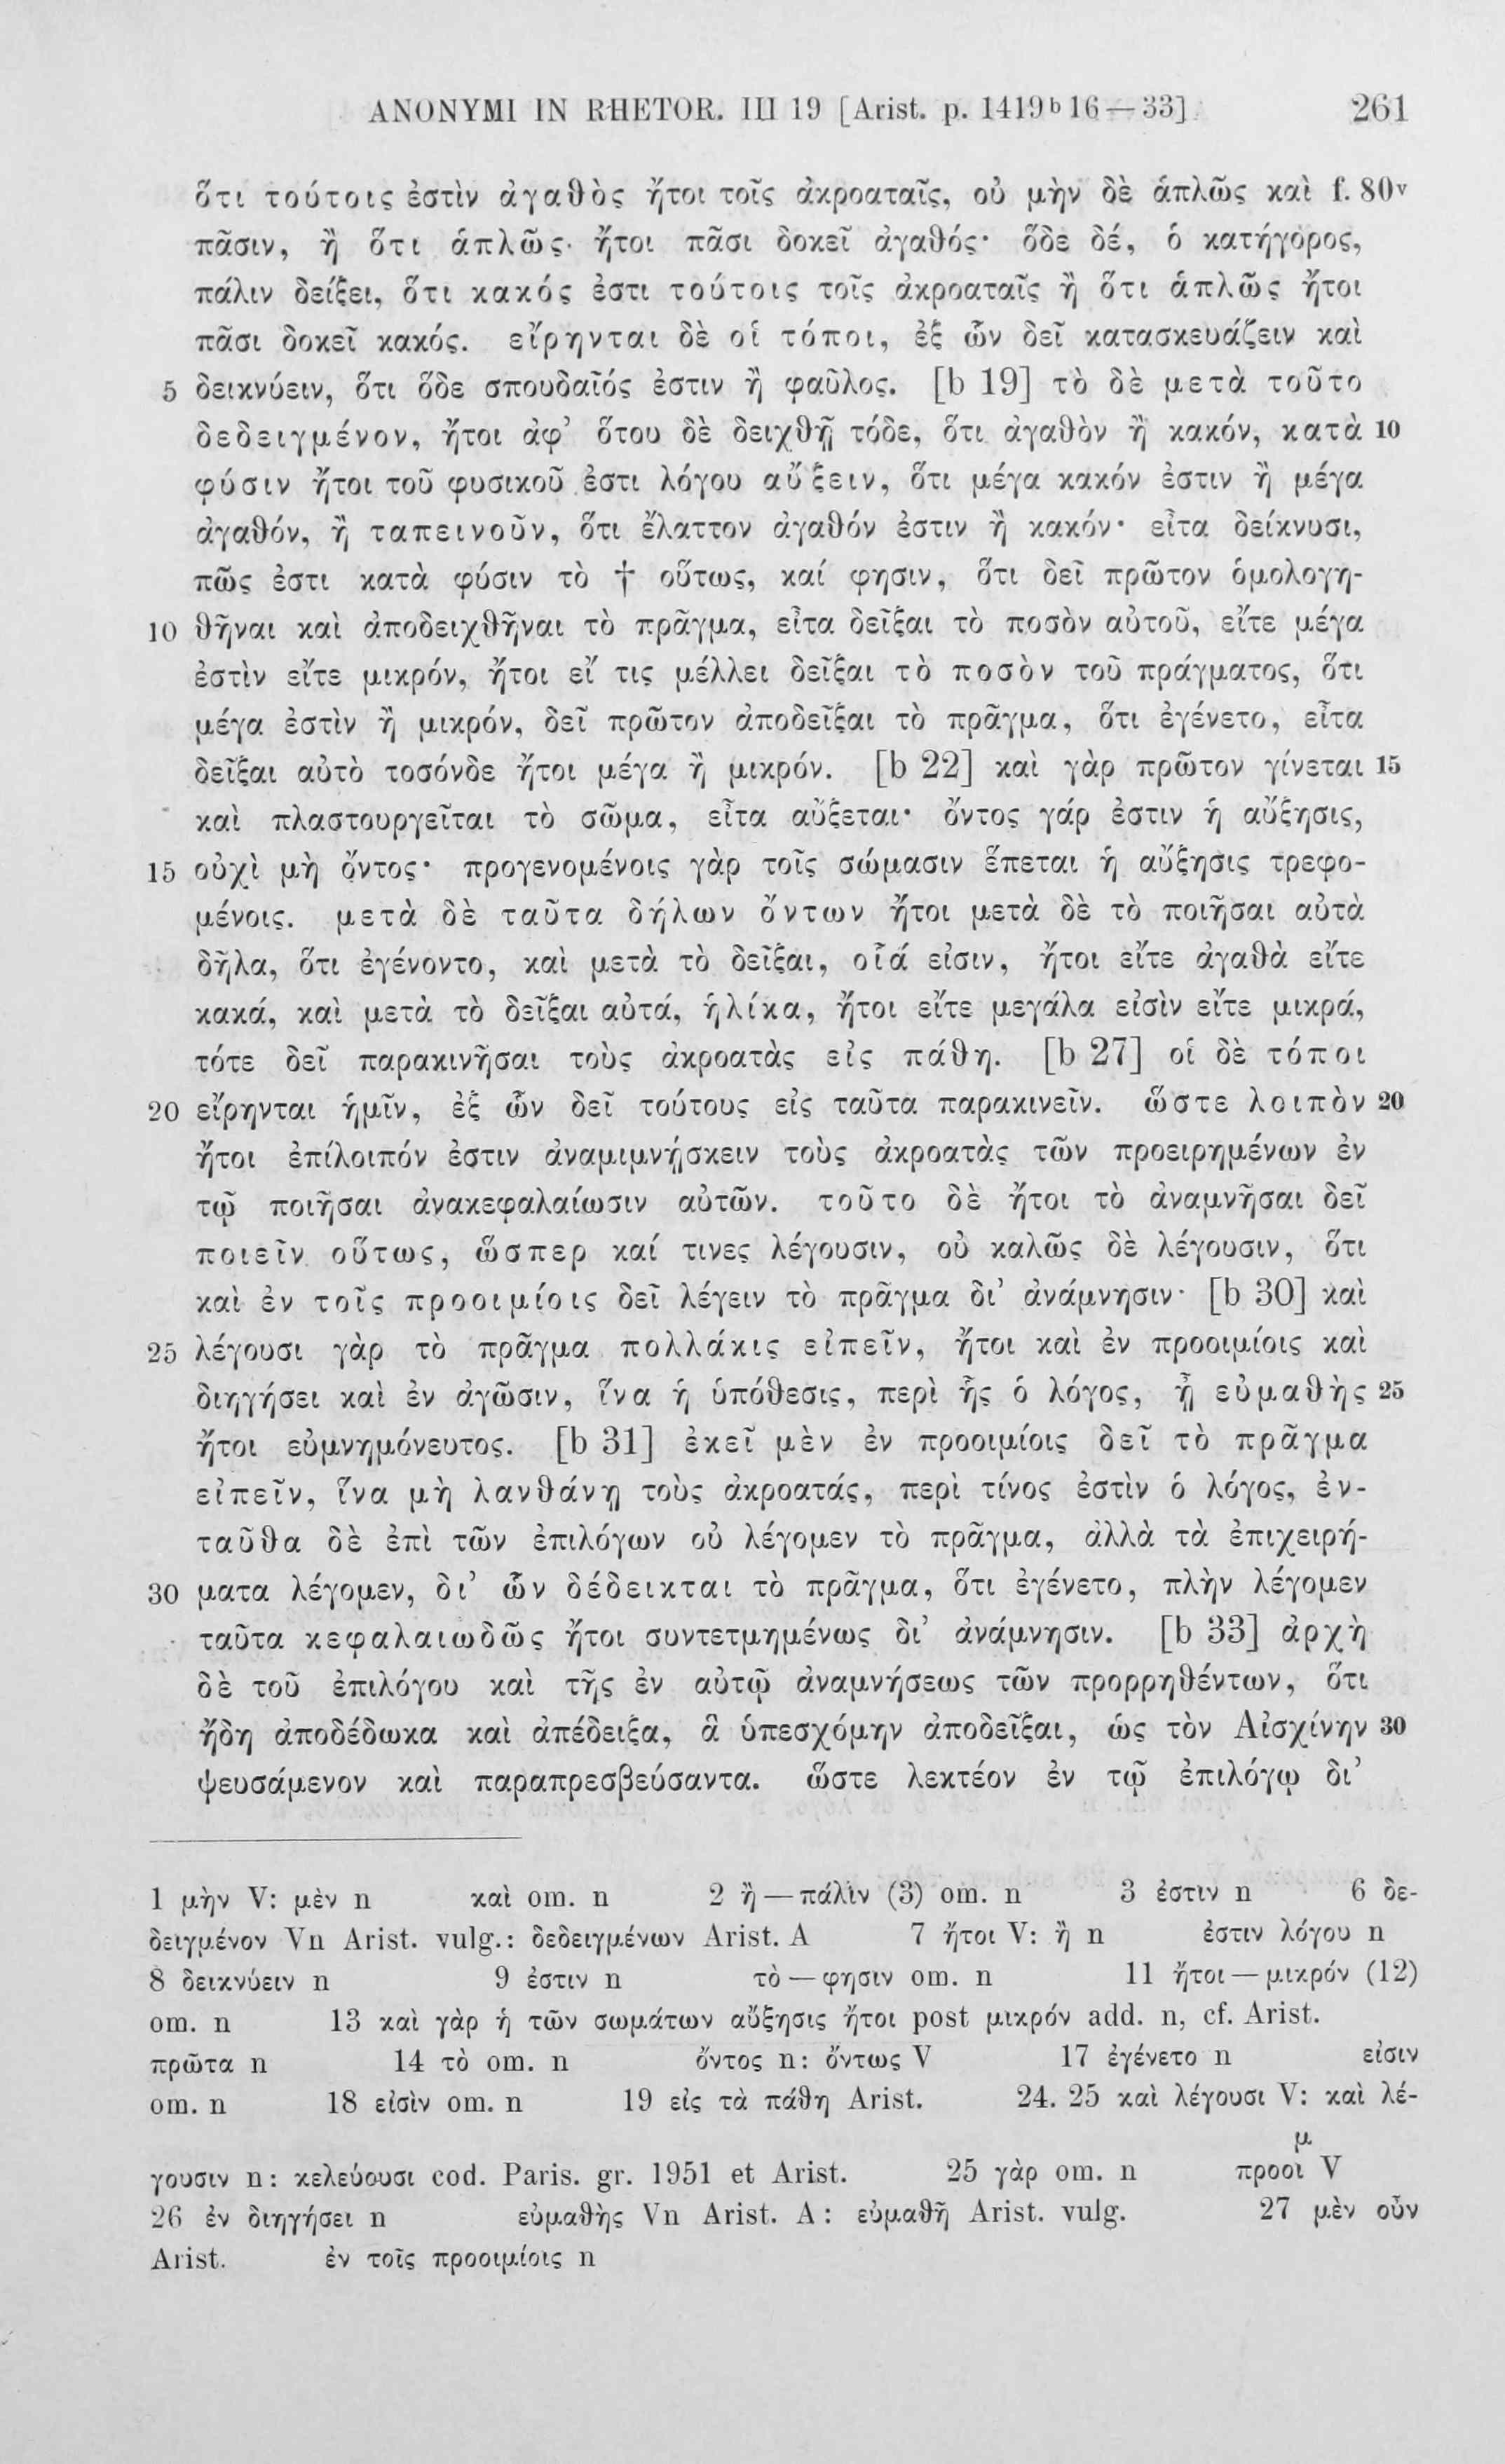 ANONYMI IN RHETOR. III 19 [Arist. p. 1419ᵇ16—33] 261
ὅτι τούτοις ἐστὶν ἀγαθὸς ἤτοι τοῖς ἀκροαταῖς, οὐ μὴν δὲ ἁπλῶς καὶ f. 80ᵛ
πᾶσιν, ἢ ὅτι ἁπλῶς· ἤτοι πᾶσι δοκεῖ ἀγαθός· ὅδε δέ, ὁ κατήγορος,
πάλιν δείξει, ὅτι κακός ἐστι τούτοις τοῖς ἀκροαταῖς ἢ ὅτι ἁπλῶς ἤτοι
πᾶσι δοκεῖ κακός. εἴρηνται δὲ οἱ τόποι, ἐξ ὧν δεῖ κατασκευάζειν καὶ
5 δεικνύειν, ὅτι ὅδε σπουδαῖός ἐστιν ἢ φαῦλος. [b 19] τὸ δὲ μετὰ τοῦτο
δεδειγμένον, ἤτοι ἀφ’ ὅτου δὲ δειχθῇ τόδε, ὅτι ἀγαθὸν ἢ κακόν, κατὰ 10
φύσιν ἤτοι τοῦ φυσικοῦ ἐστι λόγου αὔξειν, ὅτι μέγα κακόν ἐστιν ἢ μέγα
ἀγαθόν, ἢ ταπεινοῦν, ὅτι ἔλαττον ἀγαθόν ἐστιν ἢ κακόν· εἶτα δείκνυσι,
πῶς ἐστι κατὰ φύσιν τὸ † οὕτως, καί φησιν, ὅτι δεῖ πρῶτον ὁμολογη-
10 θῆναι καὶ ἀποδειχθῆναι τὸ πρᾶγμα, εἶτα δεῖξαι τὸ ποσὸν αὐτοῦ, εἴτε μέγα
ἐστὶν εἴτε μικρόν, ἤτοι εἴ τις μέλλει δεῖξαι τὸ ποσὸν τοῦ πράγματος, ὅτι
μέγα ἐστὶν ἢ μικρόν, δεῖ πρῶτον ἀποδεῖξαι τὸ πρᾶγμα, ὅτι ἐγένετο, εἶτα
δεῖξαι αὐτὸ τοσόνδε ἤτοι μέγα ἢ μικρόν. [b 22] καὶ γὰρ πρῶτον γίνεται 15
καὶ πλαστουργεῖται τὸ σῶμα, εἶτα αὔξεται· ὄντος γάρ ἐστιν ἡ αὔξησις,
15 οὐχὶ μὴ ὄντος· προγενομένοις γὰρ τοῖς σώμασιν ἕπεται ἡ αὔξησις τρεφο-
μένοις. μετὰ δὲ ταῦτα δήλων ὄντων ἤτοι μετὰ δὲ τὸ ποιῆσαι αὐτὰ
δῆλα, ὅτι ἐγένοντο, καὶ μετὰ τὸ δεῖξαι, οἷά εἰσιν, ἤτοι εἴτε ἀγαθὰ εἴτε
κακά, καὶ μετὰ τὸ δεῖξαι αὐτά, ἡλίκα, ἤτοι εἴτε μεγάλα εἰσὶν εἴτε μικρά,
τότε δεῖ παρακινῆσαι τοὺς ἀκροατὰς εἰς πάθη. [b 27] οἱ δὲ τόποι
20 εἴρηνται ἡμῖν, ἐξ ὧν δεῖ τούτους εἰς ταῦτα παρακινεῖν. ὥστε λοιπὸν 20
ἤτοι ἐπίλοιπόν ἐστιν ἀναμιμνῄσκειν τοὺς ἀκροατὰς τῶν προειρημένων ἐν
τῷ ποιῆσαι ἀνακεφαλαίωσιν αὐτῶν. τοῦτο δὲ ἤτοι τὸ ἀναμνῆσαι δεῖ
ποιεῖν οὕτως, ὥσπερ καί τινες λέγουσιν, οὐ καλῶς δὲ λέγουσιν, ὅτι
καὶ ἐν τοῖς προοιμίοις δεῖ λέγειν τὸ πρᾶγμα δι’ ἀνάμνησιν· [b 30] καὶ
25 λέγουσι γὰρ τὸ πρᾶγμα πολλάκις εἰπεῖν, ἤτοι καὶ ἐν προοιμίοις καὶ
διηγήσει καὶ ἐν ἀγῶσιν, ἵνα ἡ ὑπόθεσις, περὶ ἧς ὁ λόγος, ᾖ εὐμαθὴς 25
ἤτοι εὐμνημόνευτος. [b 31] ἐκεῖ μὲν ἐν προοιμίοις δεῖ τὸ πρᾶγμα
εἰπεῖν, ἵνα μὴ λανθάνῃ τοὺς ἀκροατάς, περὶ τίνος ἐστὶν ὁ λόγος, ἐν-
ταῦθα δὲ ἐπὶ τῶν ἐπιλόγων οὐ λέγομεν τὸ πρᾶγμα, ἀλλὰ τὰ ἐπιχειρή-
30 ματα λέγομεν, δι’ ὧν δέδεικται τὸ πρᾶγμα, ὅτι ἐγένετο, πλὴν λέγομεν
ταῦτα κεφαλαιωδῶς ἤτοι συντετμημένως δι’ ἀνάμνησιν. [b 33] ἀρχὴ
δὲ τοῦ ἐπιλόγου καὶ τῆς ἐν αὐτῷ ἀναμνήσεως τῶν προρρηθέντων, ὅτι
ἤδη ἀποδέδωκα καὶ ἀπέδειξα, ἃ ὑπεσχόμην ἀποδεῖξαι, ὡς τὸν Αἰσχίνην 30
ψευσάμενον καὶ παραπρεσβεύσαντα. ὥστε λεκτέον ἐν τῷ ἐπιλόγῳ δι’
1 μὴν V: μὲν n καὶ om. n 2 ἢ—πάλιν (3) om. n 3 ἐστιν n 6 δε-
δειγμένον Vn Arist. vulg.: δεδειγμένων Arist. A 7 ἤτοι V: ἢ n ἐστιν λόγου n
8 δεικνύειν n 9 ἐστιν n τὸ—φησιν om. n 11 ἤτοι—μικρόν (12)
om. n 13 καὶ γὰρ ἡ τῶν σωμάτων αὔξησις ἤτοι post μικρόν add. n, cf. Arist.
πρῶτα n 14 τὸ om. n ὄντος n: ὄντως V 17 ἐγένετο n εἰσιν
om. n 18 εἰσὶν om. n 19 εἰς τὰ πάθη Arist. 24. 25 καὶ λέγουσι V: καὶ λέ-
γουσιν n: κελεύουσι cod. Paris. gr. 1951 et Arist. 25 γὰρ om. n προοιᵘ V
26 ἐν διηγήσει n εὐμαθὴς Vn Arist. A: εὐμαθῆ Arist. vulg. 27 μὲν οὖν
Arist. ἐν τοῖς προοιμίοις n